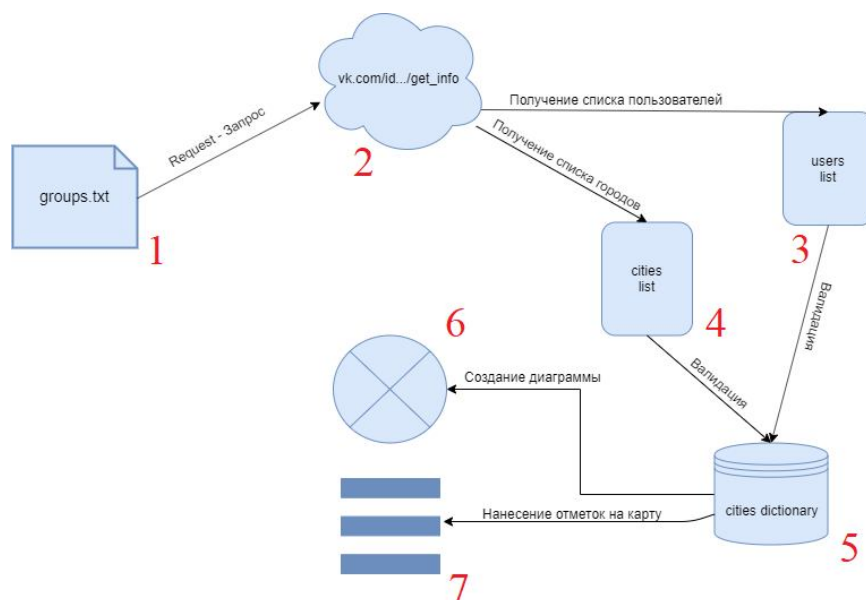 vk.com/id.../get_info
Получение списка пользователей
Request - Запрос
Получение списка городов
groups.txt
1
2
users
list
3
cities
list
4
Валидация
Валидация
6
Создание диаграммы
cities dictionary
5
Нанесение отметок на карту
7